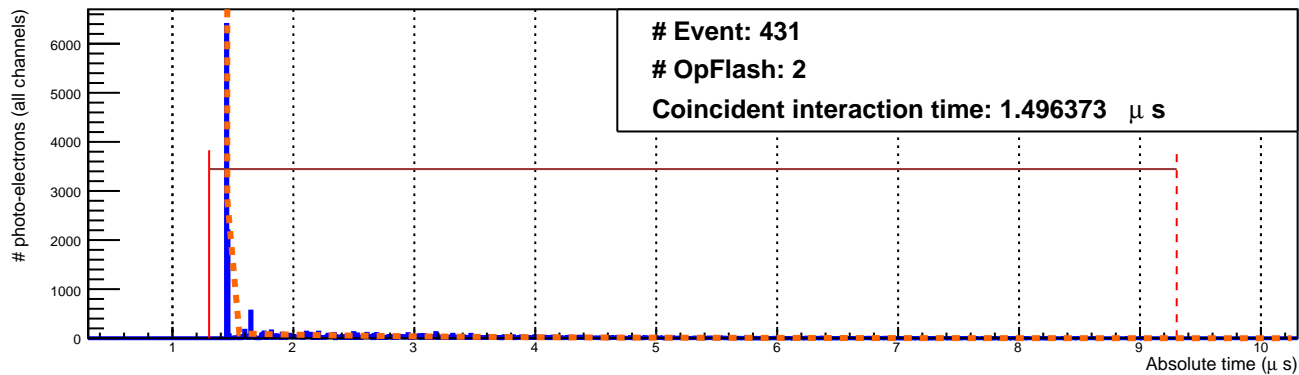 # Event: 431
# OpFlash: 2
Coincident interaction time: 1.496373 μ s
# photo-electrons (all channels)
6000
5000
4000
3000
2000
1000
0
1 2 3 4 5 6 7 8 9 10
Absolute time (μ s)